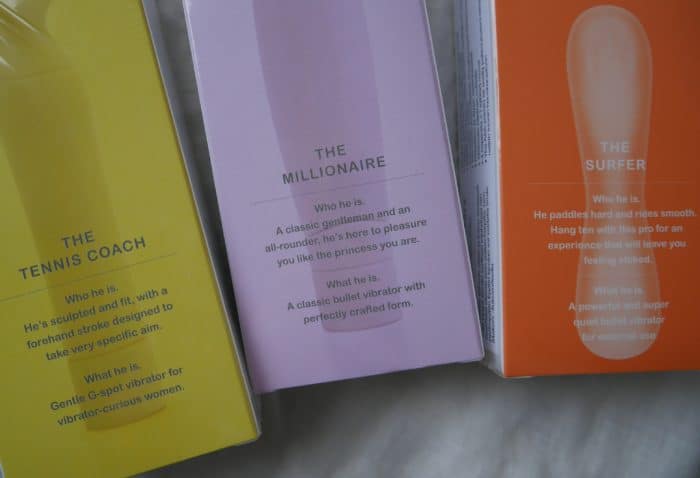 THE
TENNIS COACH
Who he is.
He's sculpted and fit, with a
forehand stroke designed to
take very specific aim.
What he is.
Gentle G-spot vibrator for
vibrator-curious women.
THE
MILLIONAIRE
Who he is.
A classic gentleman and an
all-rounder, he's here to pleasure
you like the princess you are.
What he is.
A classic bullet vibrator with
perfectly crafted form.
THE
SURFER
Who he is.
He paddles hard and rides smooth.
Hang ten with this pro for an
experience that will leave you
feeling stoked.
What he is.
A powerful and super
quiet bullet vibrator
for external use.